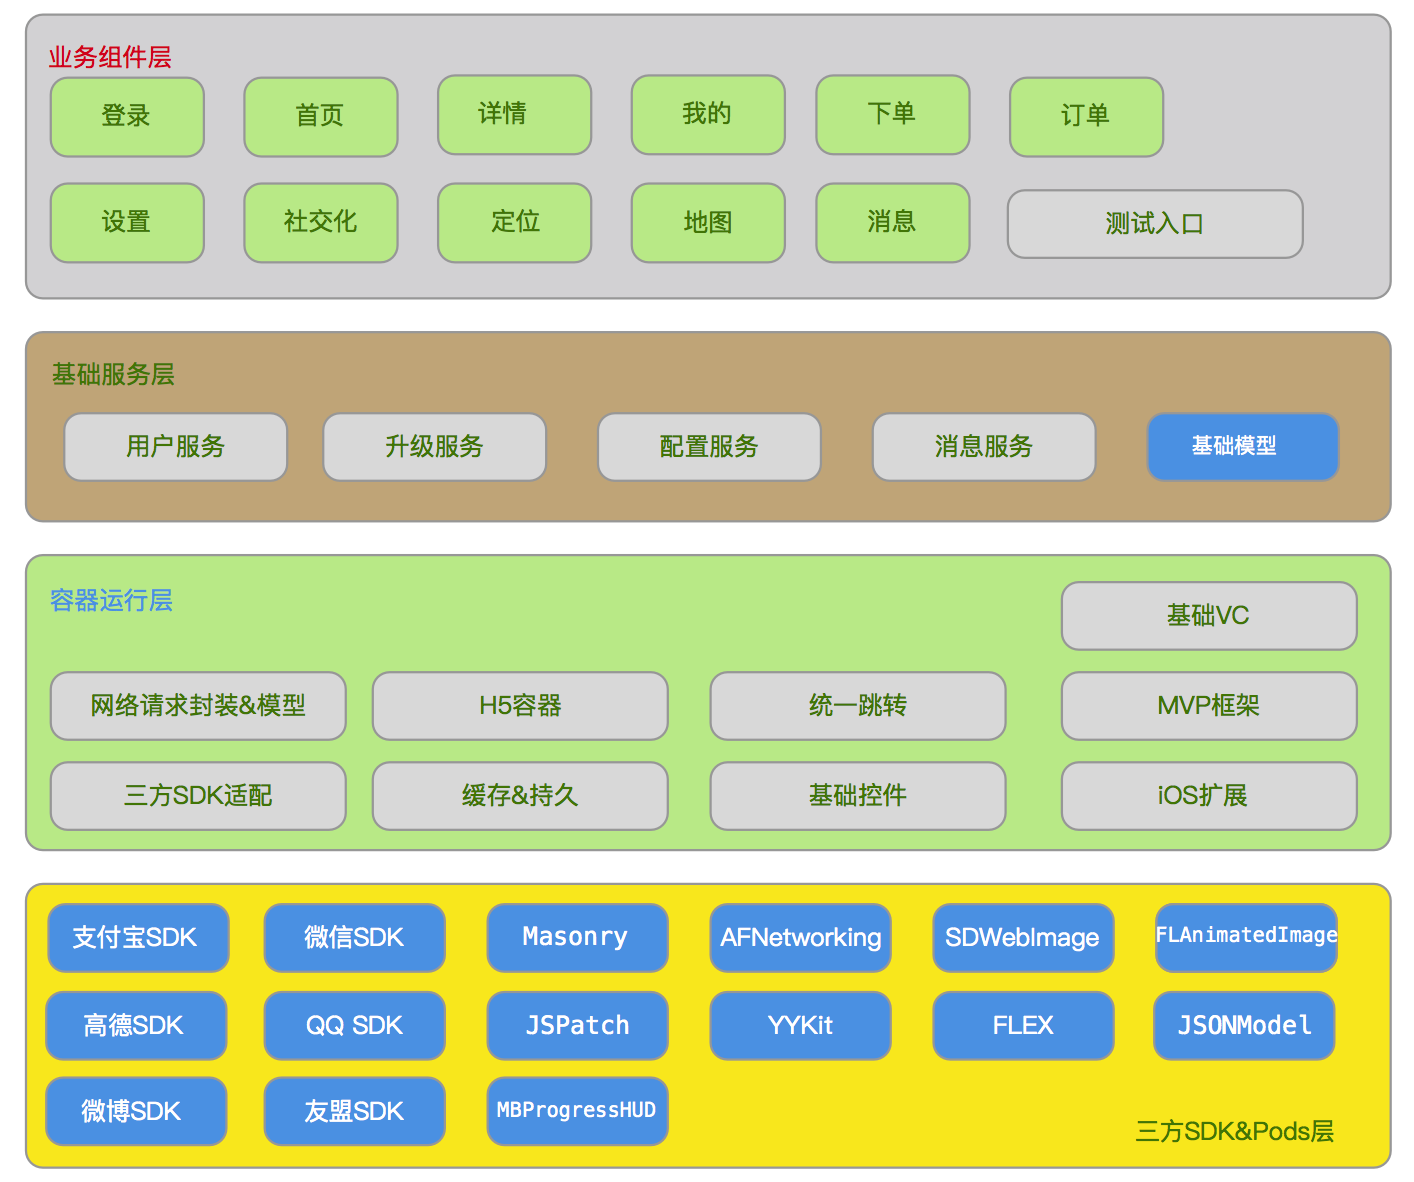 业务组件层
登录
首页
详情
我的
下单
订单
设置
社交化
定位
地图
消息
测试入口
基础服务层
用户服务
升级服务
配置服务
消息服务
基础模型
容器运行层
基础VC
网络请求封装&模型
H5容器
统一跳转
MVP框架
三方SDK适配
缓存&持久
基础控件
iOS扩展
支付宝SDK
微信SDK
Masonry
AFNetworking
SDWebImage
FLAnimatedImage
高德SDK
QQ SDK
JSPatch
YYKit
FLEX
JSONModel
微博SDK
友盟SDK
MBProgressHUD
三方SDK&Pods层